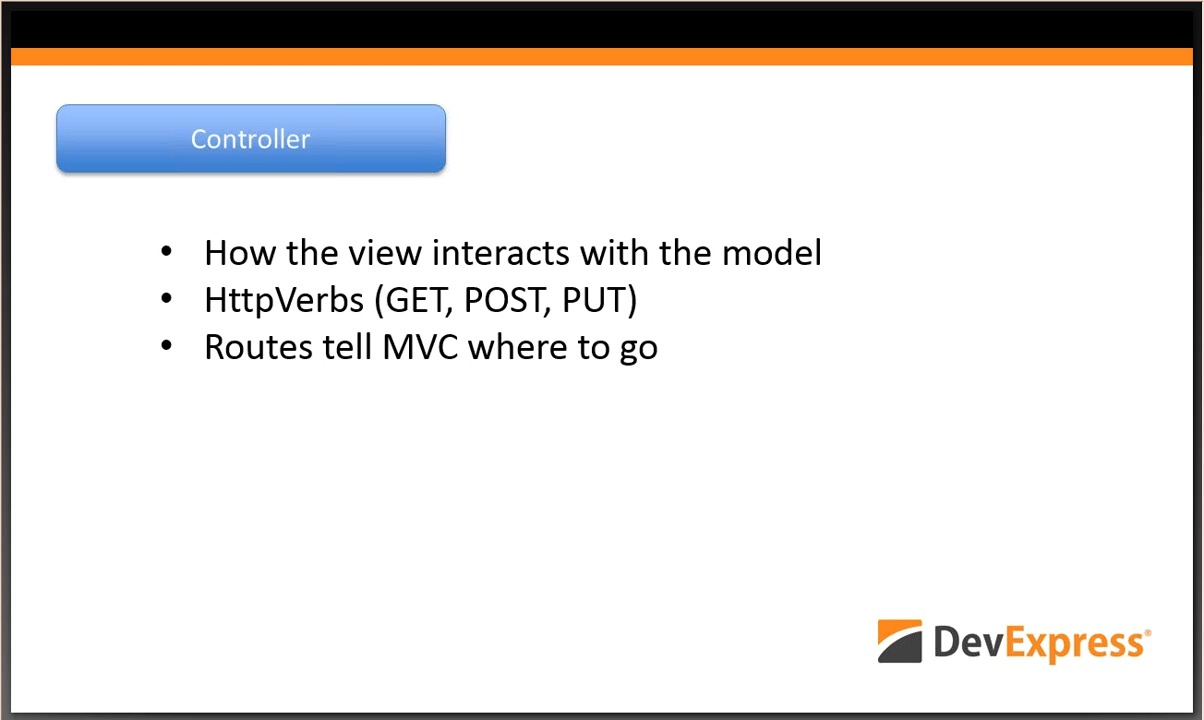 Controller
• How the view interacts with the model
• HttpVerbs (GET, POST, PUT)
• Routes tell MVC where to go
DevExpress®